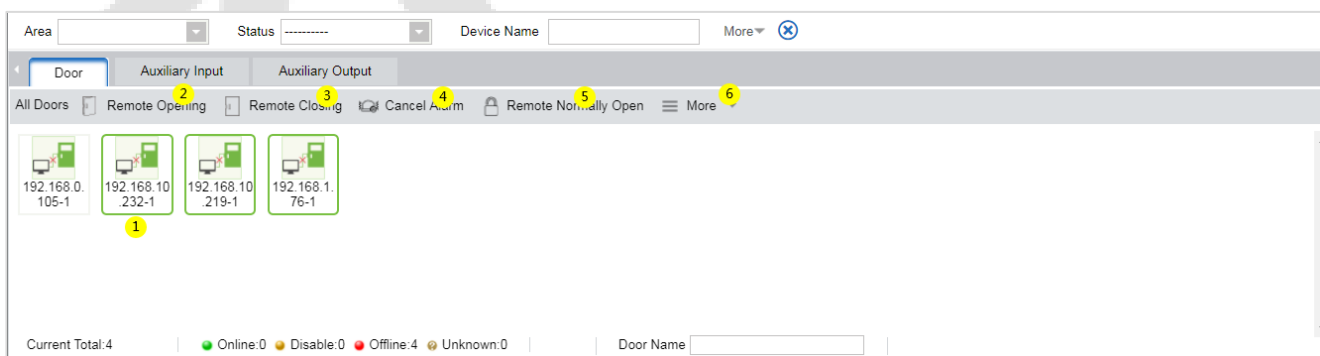 Area Status ---------- Device Name More
Door Auxiliary Input Auxiliary Output
2 3 4 5 6
All Doors Remote Opening Remote Closing Cancel Alarm Remote Normally Open More
192.168.0. 192.168.10 192.168.10 192.168.1.
105-1 .232-1 .219-1 76-1
1
Current Total:4 Online:0 Disable:0 Offline:4 Unknown:0 Door Name